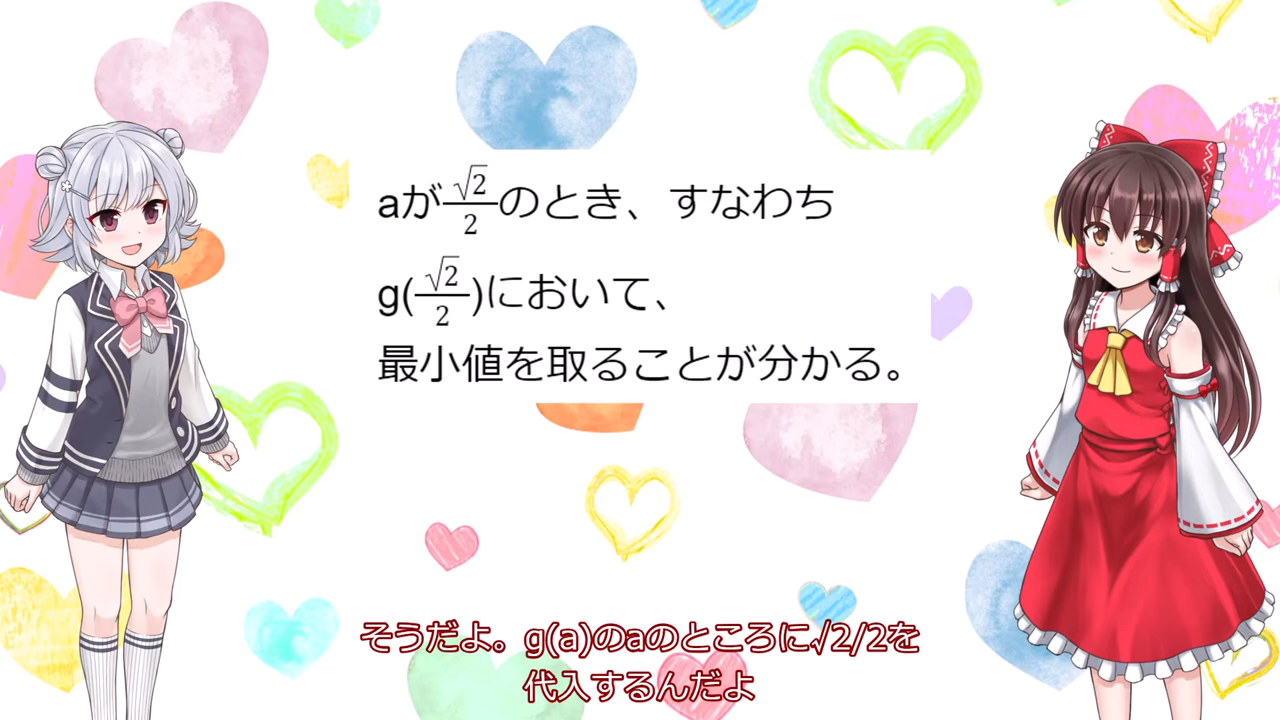 aが√2/2のとき、すなわち
g(√2/2)において、
最小値を取ることが分かる。
そうだよ。g(a)のaのところに√2/2を
代入するんだよ